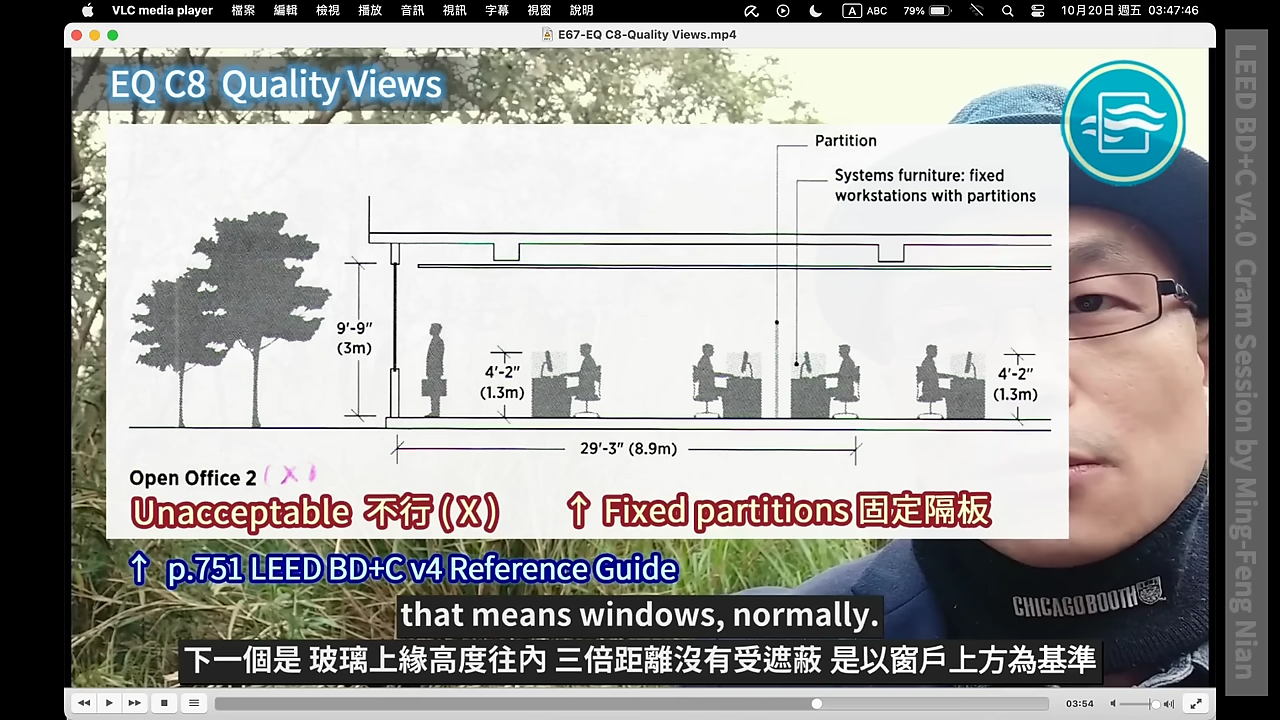 VLC media player 檔案 編輯 檢視 播放 音訊 視訊 字幕 視窗 說明 A ABC 79% 10月20日 週五 03:47:46
E67-EQ C8-Quality Views.mp4
EQ C8 Quality Views
Partition
Systems furniture: fixed
workstations with partitions
9'-9"
(3m)
4'-2"
(1.3m)
4'-2"
(1.3m)
29'-3" (8.9m)
Open Office 2 (X)
Unacceptable 不行 ( X ) ↑ Fixed partitions 固定隔板
↑ p.751 LEED BD+C v4 Reference Guide
CHICAGOBOOTH
that means windows, normally.
下一個是 玻璃上緣高度往內 三倍距離沒有受遮蔽 是以窗戶上方為基準
03:54
LEED BD+C v4.0 Cram Session by Ming-Feng Nian